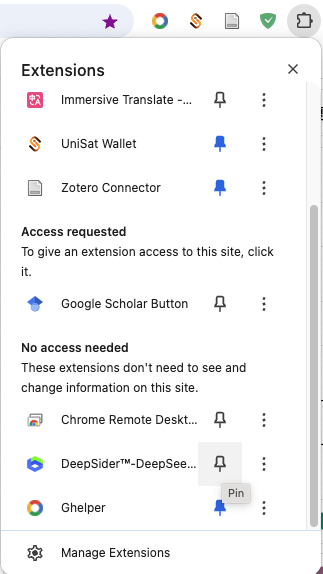 Extensions
Immersive Translate -...
UniSat Wallet
Zotero Connector
Access requested
To give an extension access to this site, click
it.
Google Scholar Button
No access needed
These extensions don't need to see and
change information on this site.
Chrome Remote Deskt...
DeepSider™-DeepSee...
Pin
Ghelper
Manage Extensions